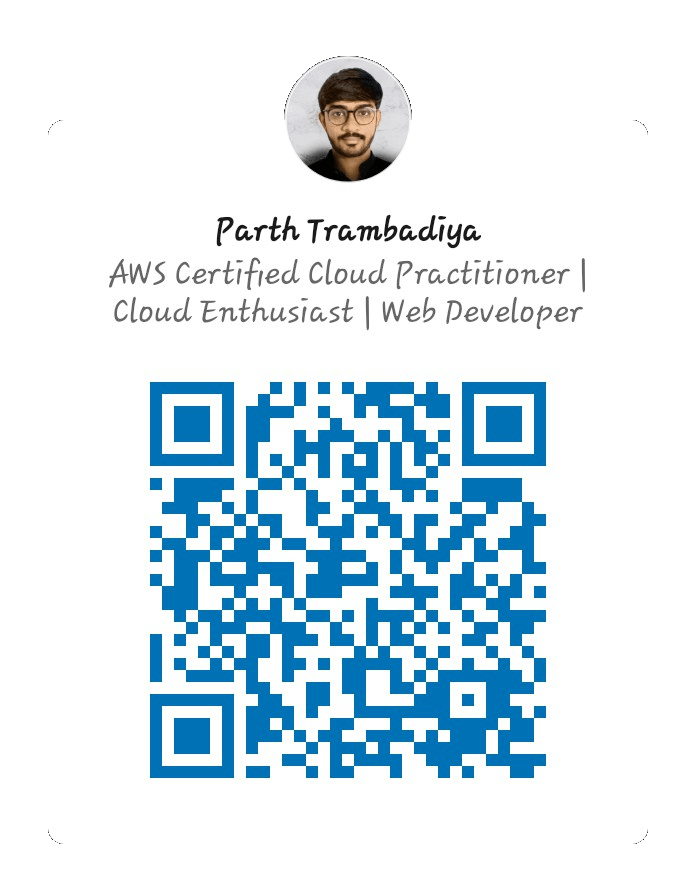 Parth Trambadiya
AWS Certified Cloud Practitioner |
Cloud Enthusiast | Web Developer